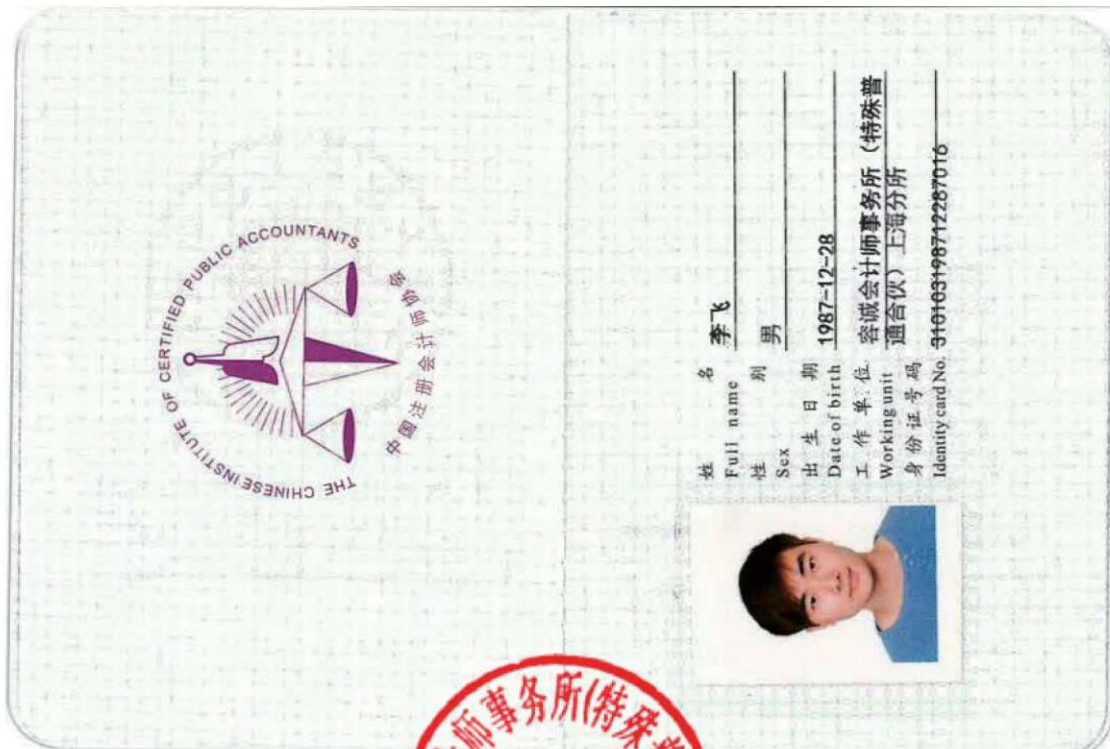 THE CHINESE INSTITUTE OF CERTIFIED PUBLIC ACCOUNTANTS
中国注册会计师协会
姓名 李飞
Full name
性别 男
Sex
出生日期 1987-12-28
Date of birth
工作单位 容诚会计师事务所（特殊普
Working unit 通合伙）上海分所
身份证号码 310103198712287016
Identity card No.
师事务所(特殊普